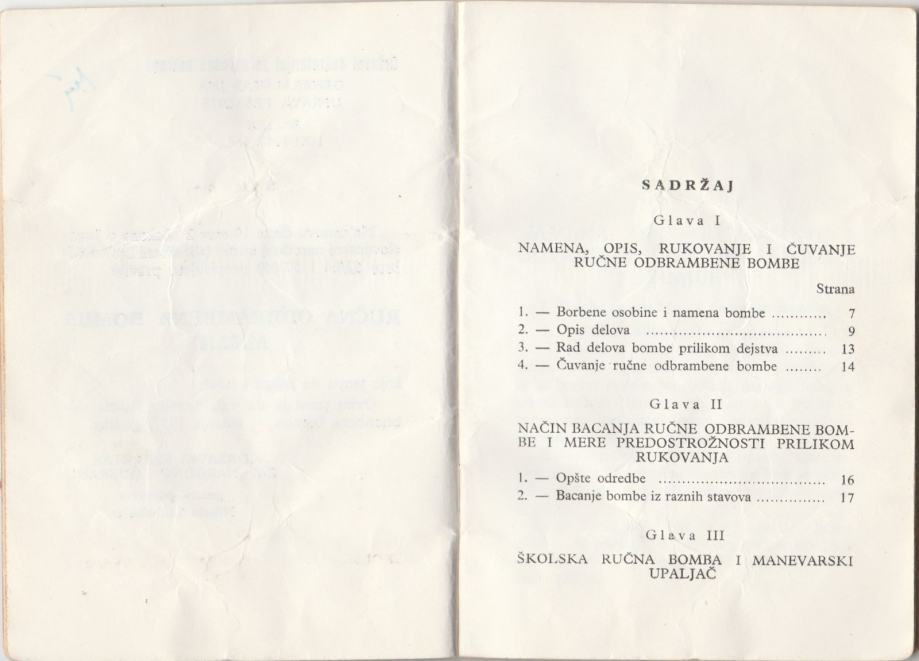 SADRŽAJ
Glava I
NAMENA, OPIS, RUKOVANJE I ČUVANJE
RUČNE ODBRAMBENE BOMBE
Strana
1. — Borbene osobine i namena bombe ........... 7
2. — Opis delova ..................................... 9
3. — Rad delova bombe prilikom dejstva ......... 13
4. — Čuvanje ručne odbrambene bombe ........ 14
Glava II
NAČIN BACANJA RUČNE ODBRAMBENE BOM-
BE I MERE PREDOSTROŽNOSTI PRILIKOM
RUKOVANJA
1. — Opšte odredbe ................................... 16
2. — Bacanje bombe iz raznih stavova .............. 17
Glava III
ŠKOLSKA RUČNA BOMBA I MANEVARSKI
UPALJAČ